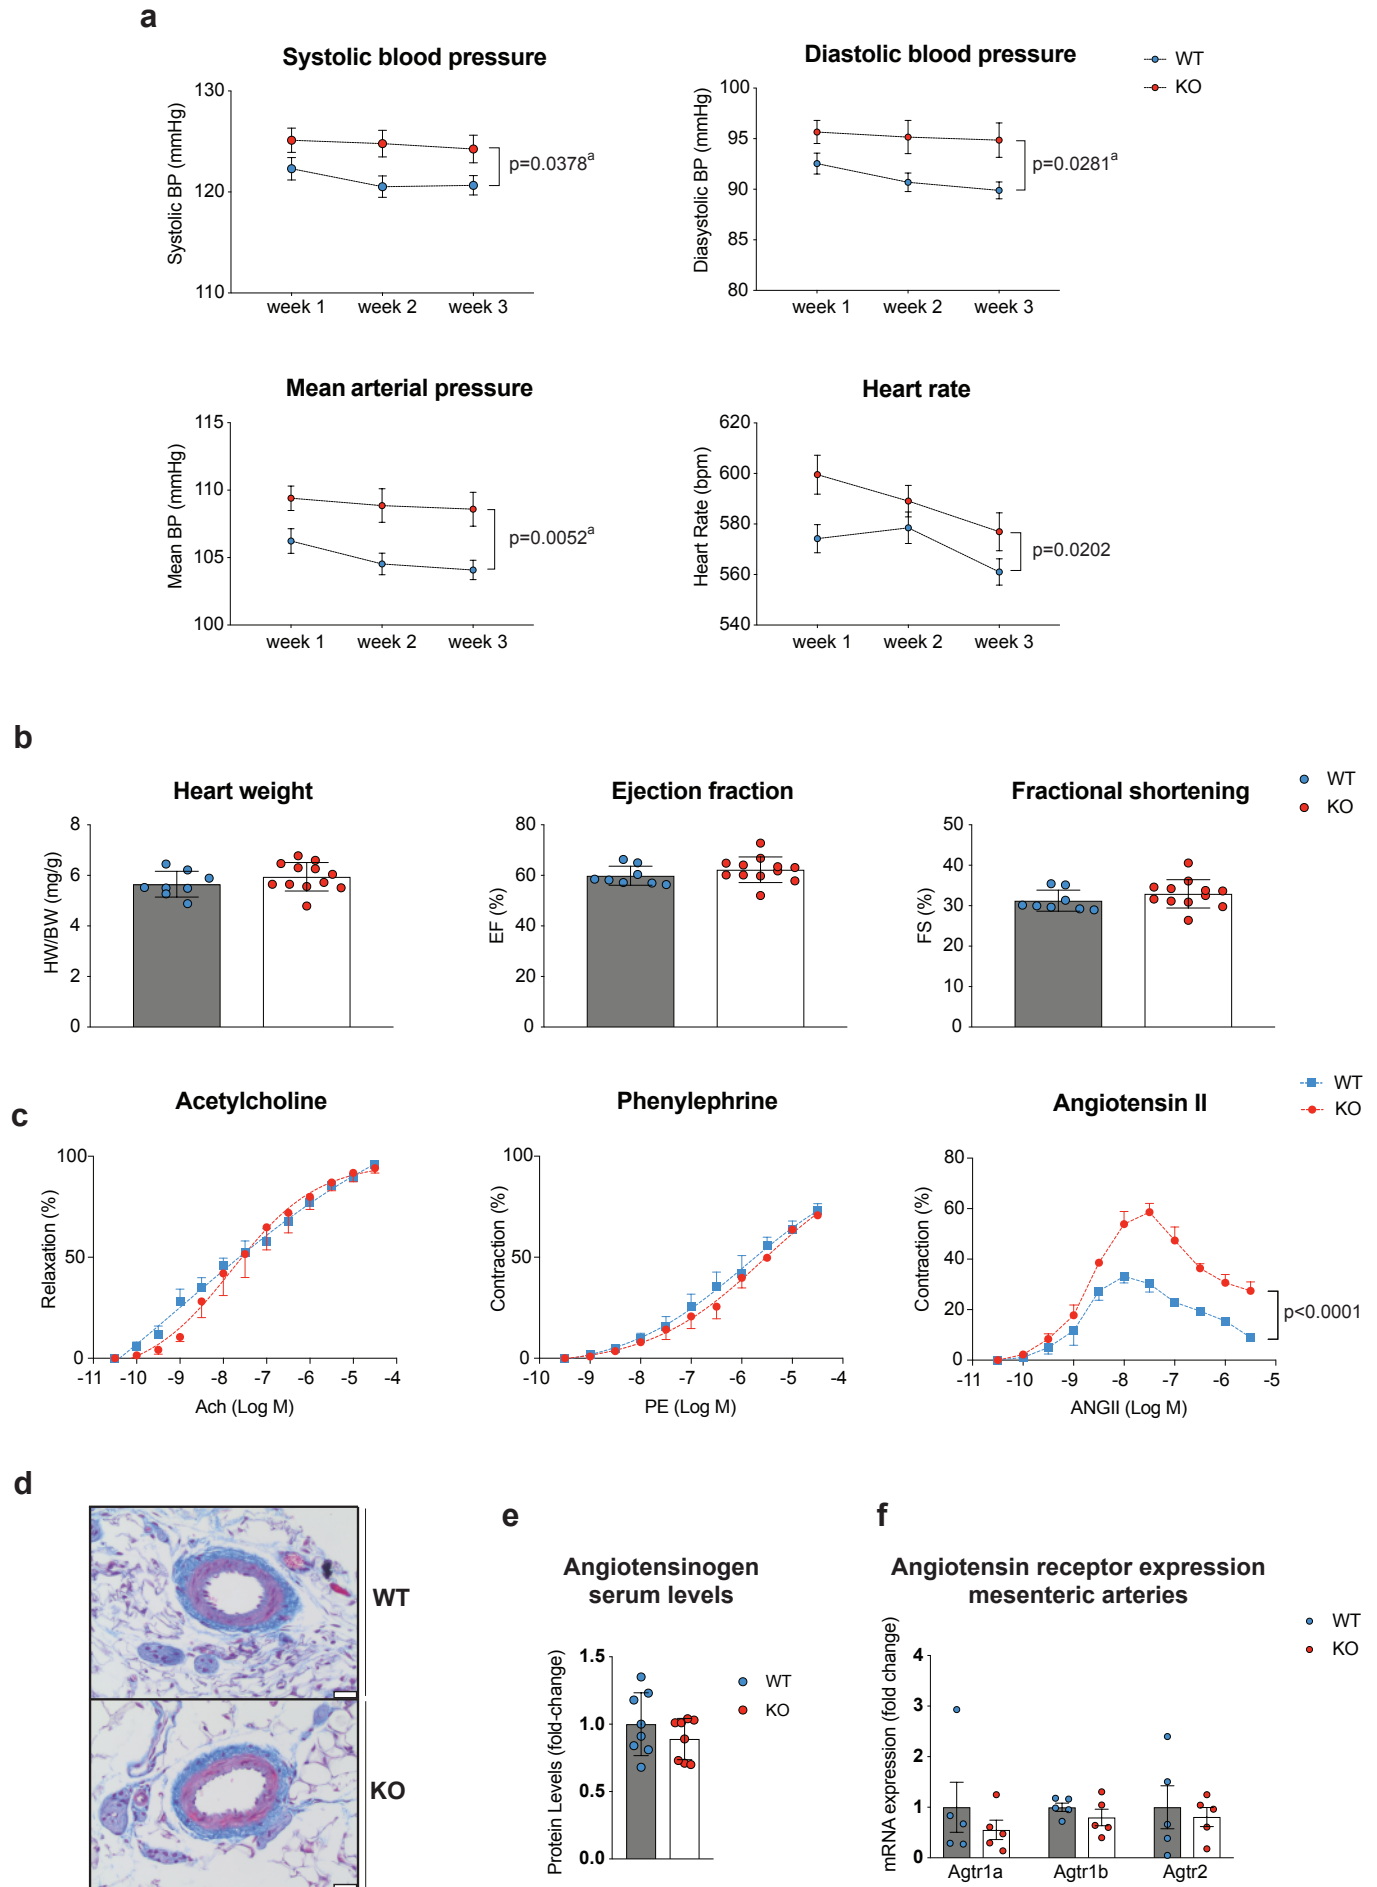 a
Systolic blood pressure
Systolic BP (mmHg)
130
120
110
week 1 week 2 week 3
p=0.0378a
Diastolic blood pressure
Diasystolic BP (mmHg)
100
95
90
85
80
week 1 week 2 week 3
p=0.0281a
WT
KO
Mean arterial pressure
Mean BP (mmHg)
115
110
105
100
week 1 week 2 week 3
p=0.0052a
Heart rate
Heart Rate (bpm)
620
600
580
560
540
week 1 week 2 week 3
p=0.0202
b
Heart weight
HW/BW (mg/g)
8
6
4
2
0
Ejection fraction
EF (%)
80
60
40
20
0
Fractional shortening
FS (%)
50
40
30
20
10
0
WT
KO
c
Acetylcholine
Relaxation (%)
100
50
0
-11 -10 -9 -8 -7 -6 -5 -4
Ach (Log M)
Phenylephrine
Contraction (%)
100
50
0
-10 -9 -8 -7 -6 -5 -4
PE (Log M)
Angiotensin II
Contraction (%)
80
60
40
20
0
-11 -10 -9 -8 -7 -6 -5
ANGII (Log M)
p<0.0001
WT
KO
d
WT
KO
e
Angiotensinogen
serum levels
Protein Levels (fold-change)
1.5
1.0
0.5
0.0
WT
KO
f
Angiotensin receptor expression
mesenteric arteries
mRNA expression (fold change)
4
3
2
1
0
Agtr1a Agtr1b Agtr2
WT
KO